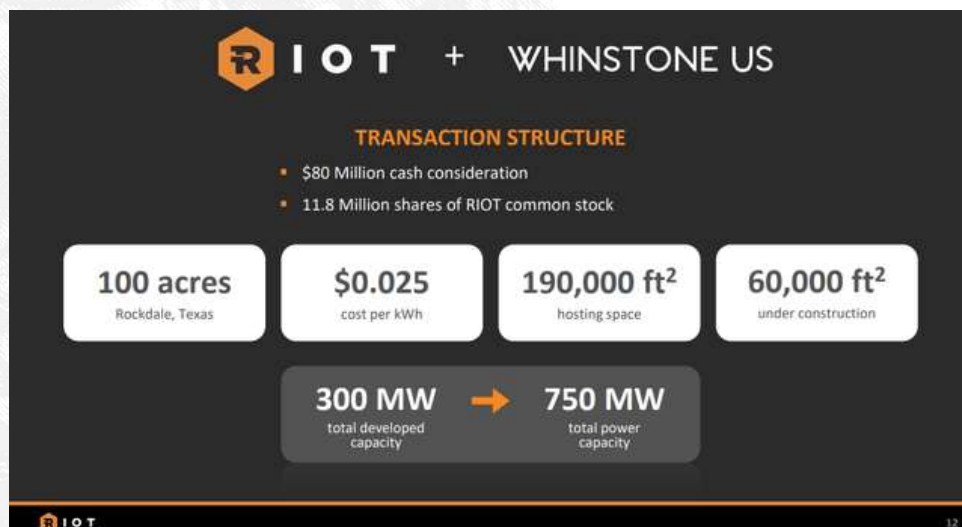 RIOT + WHINSTONE US
TRANSACTION STRUCTURE
▪ $80 Million cash consideration
▪ 11.8 Million shares of RIOT common stock
100 acres
Rockdale, Texas
$0.025
cost per kWh
190,000 ft²
hosting space
60,000 ft²
under construction
300 MW
total developed
capacity
750 MW
total power
capacity
RIOT
12